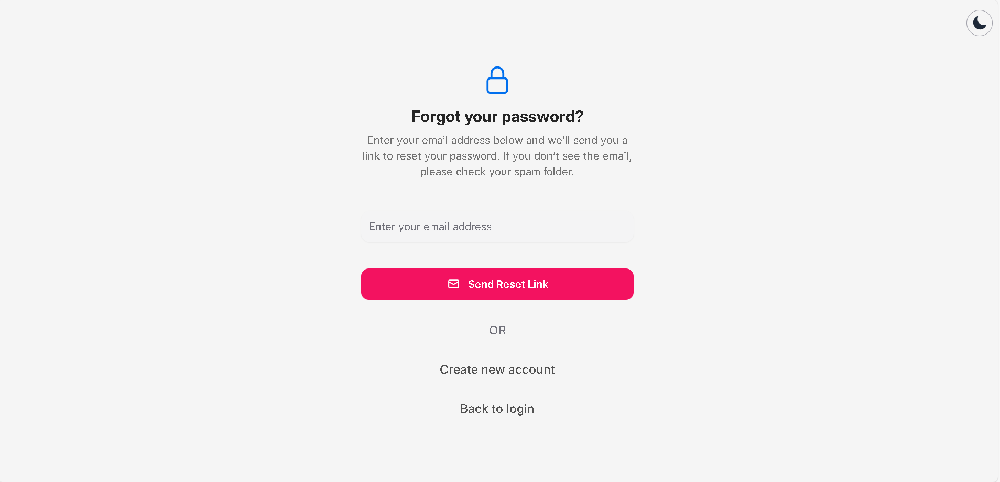 Forgot your password?
Enter your email address below and we’ll send you a
link to reset your password. If you don’t see the email,
please check your spam folder.
Enter your email address
Send Reset Link
OR
Create new account
Back to login